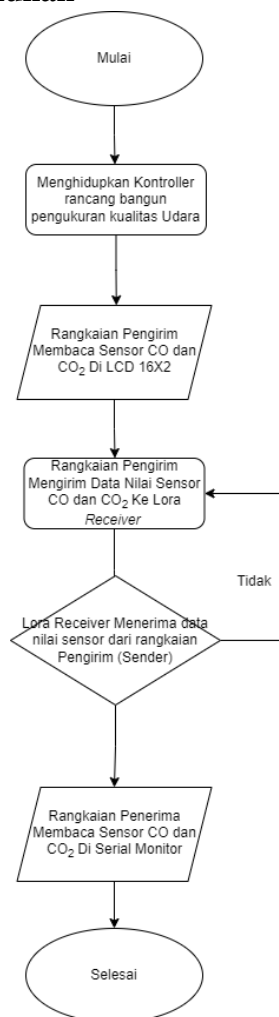 Mulai
Menghidupkan Kontroller
rancang bangun
pengukuran kualitas Udara
Rangkaian Pengirim
Membaca Sensor CO dan
CO₂ Di LCD 16X2
Rangkaian Pengirim
Mengirim Data Nilai Sensor
CO dan CO₂ Ke Lora
Receiver
Tidak
Lora Receiver Menerima data
nilai sensor dari rangkaian
Pengirim (Sender)
Rangkaian Penerima
Membaca Sensor CO dan
CO₂ Di Serial Monitor
Selesai